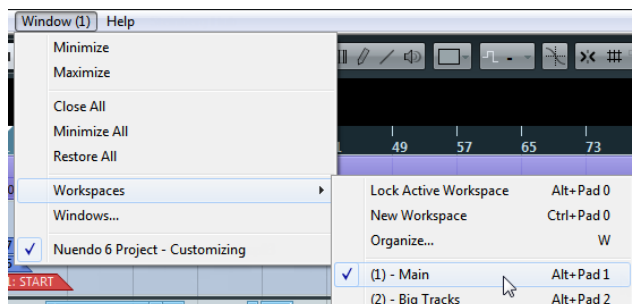 Window (1) Help
Minimize
Maximize
Close All
Minimize All
Restore All
49 57 65 73
Workspaces
Windows...
Nuendo 6 Project - Customizing
Lock Active Workspace Alt+Pad 0
New Workspace Ctrl+Pad 0
Organize... W
(1) - Main Alt+Pad 1
(2) - Big Tracks Alt+Pad 2
: START